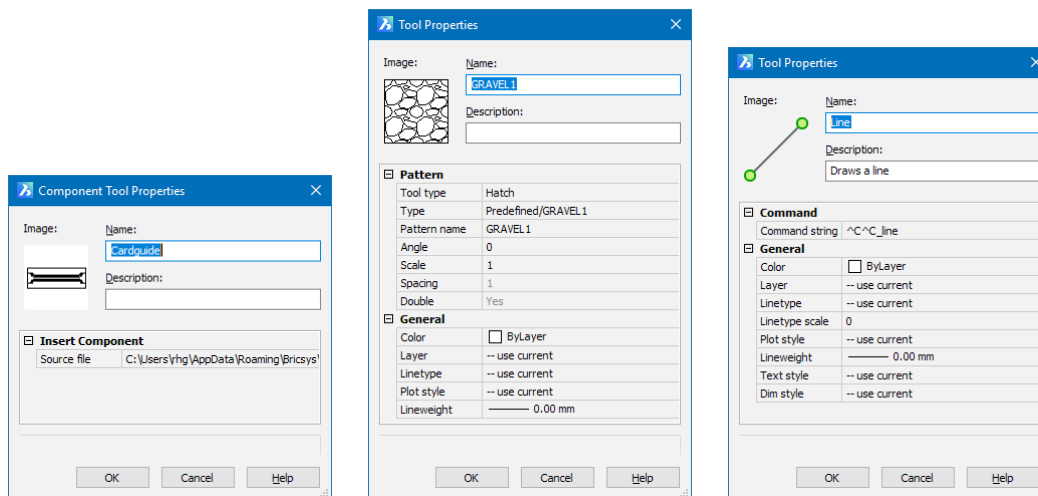 Component Tool Properties
Image:
Name:
Cardguide
Description:
Insert Component
Source file C:\Users\rhg\AppData\Roaming\Bricsys\
OK Cancel Help
Tool Properties
Image:
Name:
GRAVEL1
Description:
Pattern
Tool type Hatch
Type Predefined/GRAVEL1
Pattern name GRAVEL1
Angle 0
Scale 1
Spacing 1
Double Yes
General
Color ByLayer
Layer -- use current
Linetype -- use current
Plot style -- use current
Lineweight 0.00 mm
OK Cancel Help
Tool Properties
Image:
Name:
Line
Description:
Draws a line
Command
Command string ^C^C_line
General
Color ByLayer
Layer -- use current
Linetype -- use current
Linetype scale 0
Plot style -- use current
Lineweight 0.00 mm
Text style -- use current
Dim style -- use current
OK Cancel Help